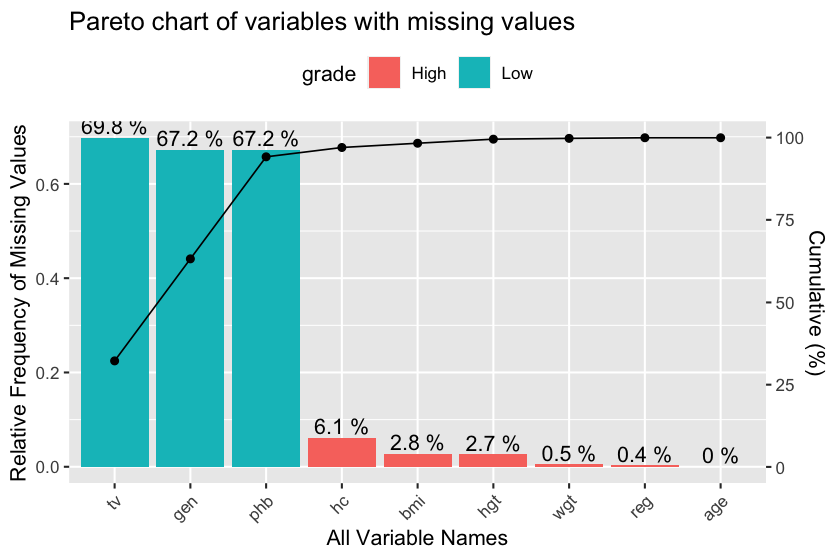 Pareto chart of variables with missing values
grade High Low
69.8 % 67.2 % 67.2 % 6.1 % 2.8 % 2.7 % 0.5 % 0.4 % 0 %
Relative Frequency of Missing Values
0.6
0.4
0.2
0.0
100
75
50
25
0
Cumulative (%)
tv gen phb hc bmi hgt wgt reg age
All Variable Names